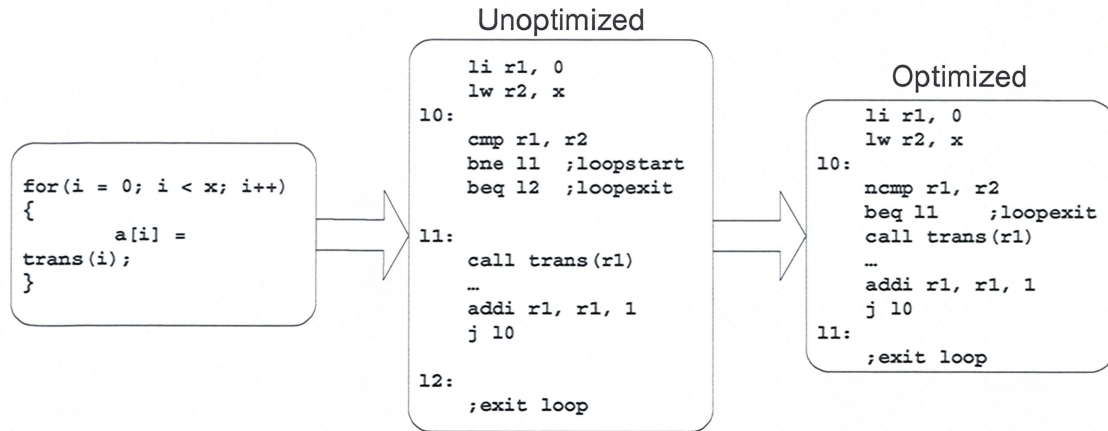 for(i = 0; i < x; i++)
{
a[i] =
trans(i);
}
Unoptimized
li r1, 0
lw r2, x
l0:
cmp r1, r2
bne l1 ;loopstart
beq l2 ;loopexit
l1:
call trans(r1)
…
addi r1, r1, 1
j l0
l2:
;exit loop
Optimized
li r1, 0
lw r2, x
l0:
ncmp r1, r2
beq l1 ;loopexit
call trans(r1)
…
addi r1, r1, 1
j l0
l1:
;exit loop